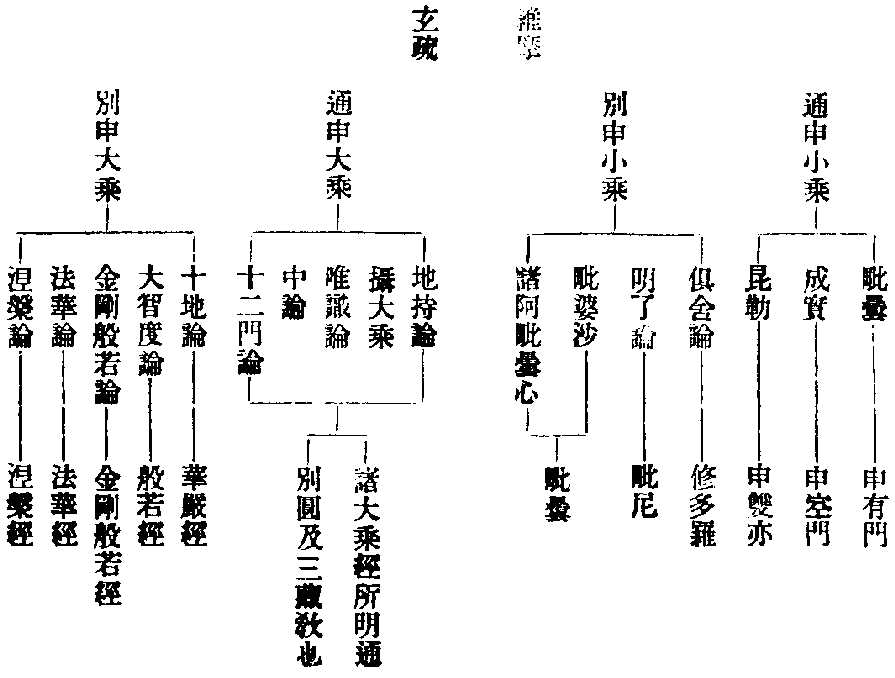 維摩
玄疏
通申小乘
毗曇
申有門
成實
申空門
昆勒
申雙亦
別申小乘
俱舍論
修多羅
明了論
毗尼
毗婆沙
諸阿毗曇心
毗曇
通申大乘
地持論
攝大乘
唯識論
中論
十二門論
諸大乘經所明通
別圓及三藏教也
別申大乘
十地論
華嚴經
大智度論
般若經
金剛般若論
金剛般若經
法華論
法華經
涅槃論
涅槃經